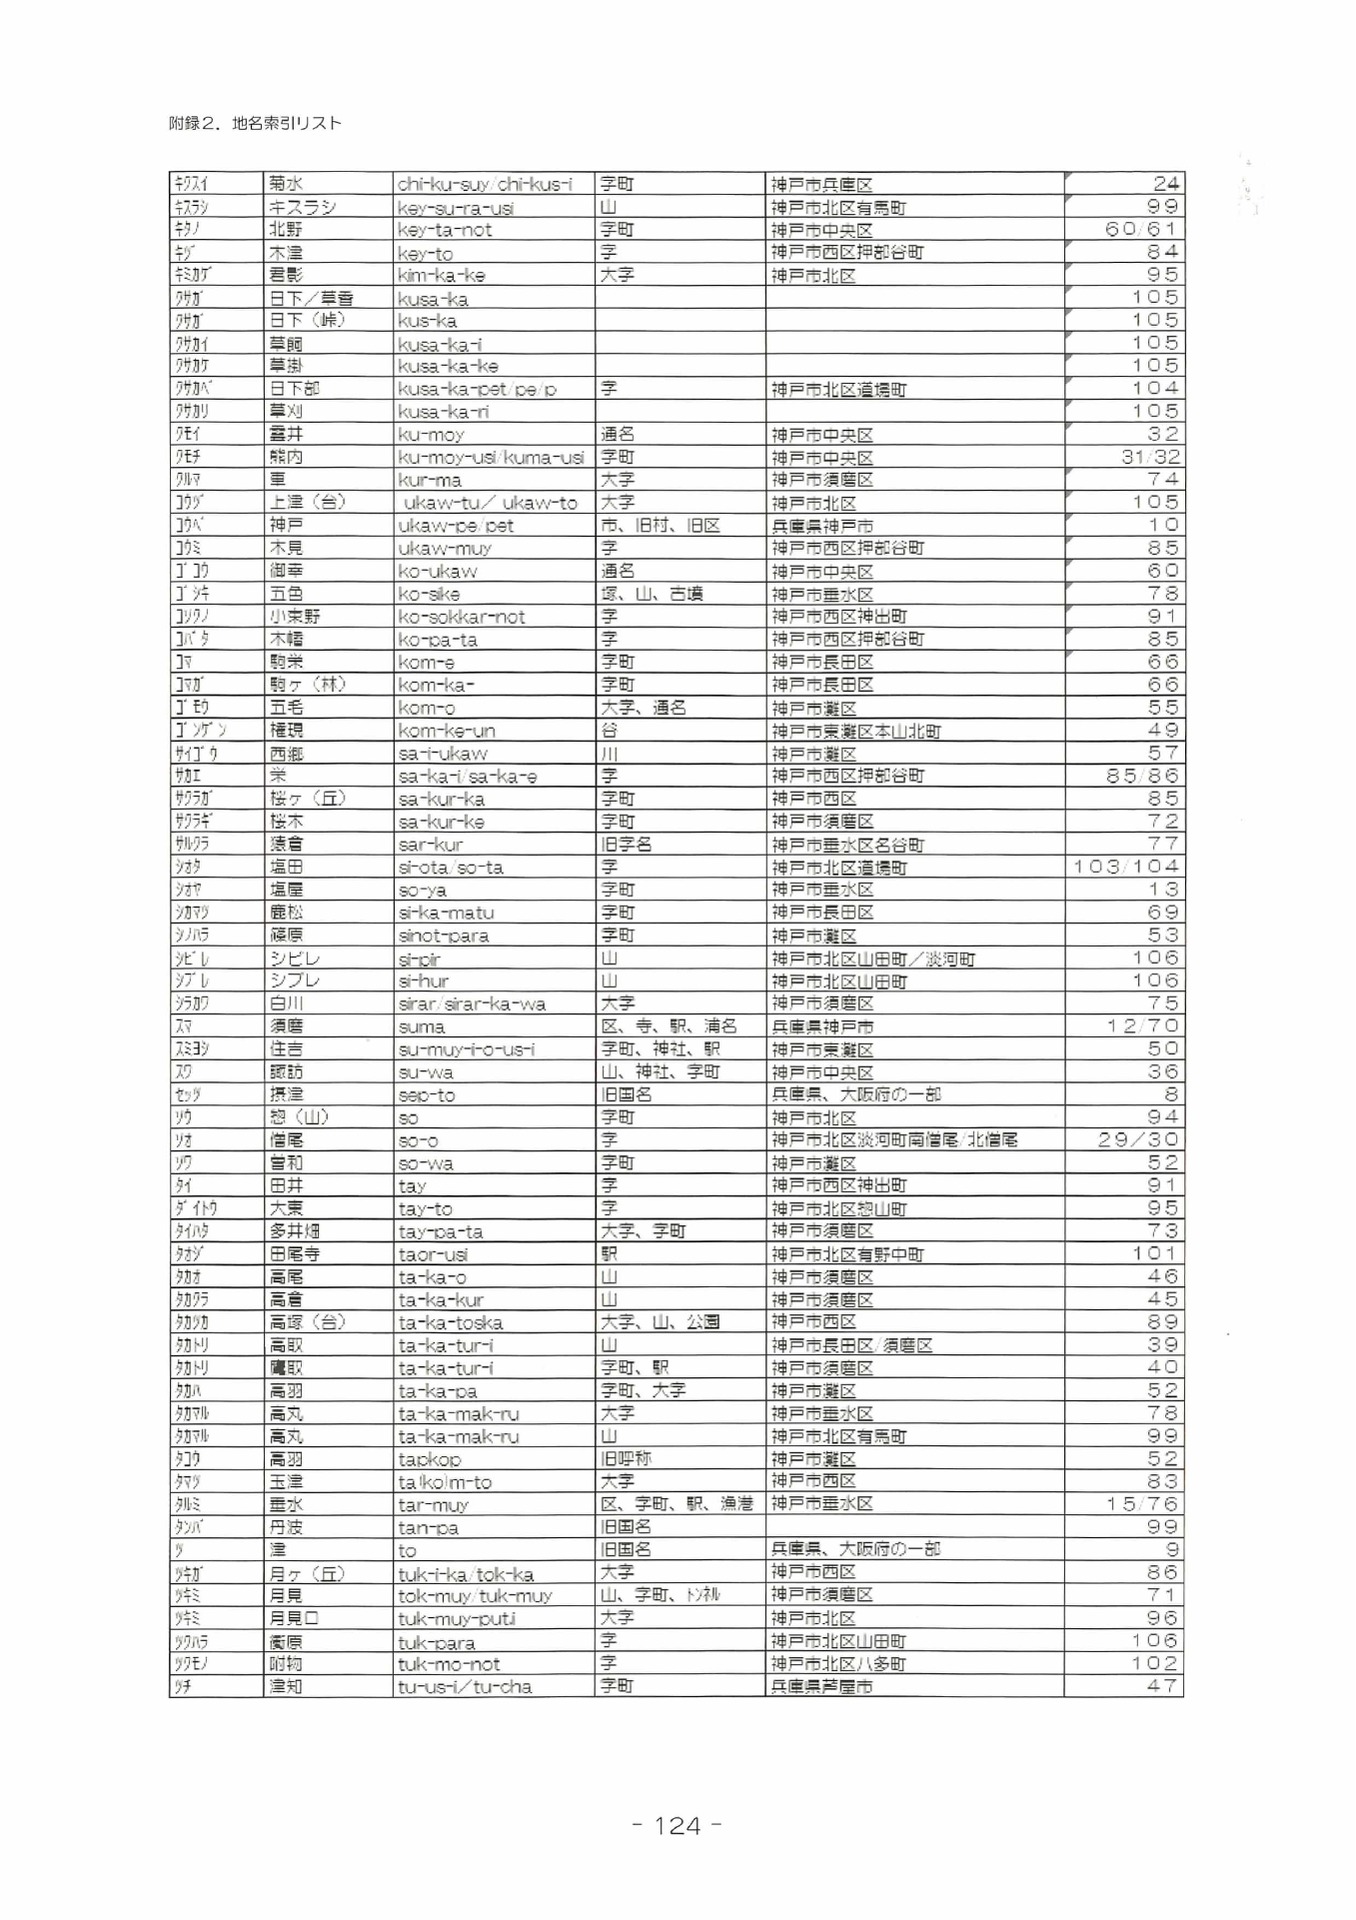 附録２．地名索引リスト
ｷｸｽｲ 菊水 chi-ku-suy/chi-kus-i 字町 神戸市兵庫区 24
ｷｽﾗｼ キスラシ key-su-ra-usi 山 神戸市北区有馬町 99
ｷﾀﾉ 北野 key-ta-not 字町 神戸市中央区 60/61
ｷﾂﾞ 木津 key-to 字 神戸市西区押部谷町 84
ｷﾐｶｹﾞ 君影 kim-ka-ke 大字 神戸市北区 95
ｸｻｶﾞ 日下／草香 kusa-ka 105
ｸｻｶﾞ 日下（峠） kus-ka 105
ｸｻｶｲ 草飼 kusa-ka-i 105
ｸｻｶｹ 草掛 kusa-ka-ke 105
ｸｻｶﾍﾞ 日下部 kusa-ka-pet/pe/p 字 神戸市北区道場町 104
ｸｻｶﾘ 草刈 kusa-ka-ri 105
ｸﾓｲ 雲井 ku-moy 通名 神戸市中央区 32
ｸﾓﾁ 熊内 ku-moy-usi/kuma-usi 字町 神戸市中央区 31/32
ｸﾙﾏ 車 kur-ma 大字 神戸市須磨区 74
ｺｳﾂﾞ 上津（台） ukaw-tu／ ukaw-to 大字 神戸市北区 105
ｺｳﾍﾞ 神戸 ukaw-pe/pet 市、旧村、旧区 兵庫県神戸市 10
ｺｳﾐ 木見 ukaw-muy 字 神戸市西区押部谷町 85
ｺﾞｺｳ 御幸 ko-ukaw 通名 神戸市中央区 60
ｺﾞｼｷ 五色 ko-sike 塚、山、古墳 神戸市垂水区 78
ｺｿｸﾉ 小束野 ko-sokkar-not 字 神戸市西区神出町 91
ｺﾊﾞﾀ 木幡 ko-pa-ta 字 神戸市西区押部谷町 85
ｺﾏ 駒栄 kom-e 字町 神戸市長田区 66
ｺﾏｶﾞ 駒ヶ（林） kom-ka- 字町 神戸市長田区 66
ｺﾞﾓｳ 五毛 kom-o 大字、通名 神戸市灘区 55
ｺﾞﾝｹﾞﾝ 権現 kom-ke-un 谷 神戸市東灘区本山北町 49
ｻｲｺﾞｳ 西郷 sa-i-ukaw 川 神戸市灘区 57
ｻｶｴ 栄 sa-ka-i/sa-ka-e 字 神戸市西区押部谷町 85/86
ｻｸﾗｶﾞ 桜ヶ（丘） sa-kur-ka 字町 神戸市西区 85
ｻｸﾗｷﾞ 桜木 sa-kur-ke 字町 神戸市須磨区 72
ｻﾙｸﾗ 猿倉 sar-kur 旧字名 神戸市垂水区名谷町 77
ｼｵﾀ 塩田 si-ota/so-ta 字 神戸市北区道場町 103/104
ｼｵﾔ 塩屋 so-ya 字町 神戸市垂水区 13
ｼｶﾏﾂ 鹿松 si-ka-matu 字町 神戸市長田区 69
ｼﾉﾊﾗ 篠原 sinot-para 字町 神戸市灘区 53
ｼﾋﾞﾚ シビレ si-pir 山 神戸市北区山田町／淡河町 106
ｼﾌﾞﾚ シブレ si-hur 山 神戸市北区山田町 106
ｼﾗｶﾜ 白川 sirar/sirar-ka-wa 大字 神戸市須磨区 75
ｽﾏ 須磨 suma 区、寺、駅、浦名 兵庫県神戸市 12/70
ｽﾐﾖｼ 住吉 su-muy-i-o-us-i 字町、神社、駅 神戸市東灘区 50
ｽﾜ 諏訪 su-wa 山、神社、字町 神戸市中央区 36
ｾｯﾂ 摂津 sep-to 旧国名 兵庫県、大阪府の一部 8
ｿｳ 惣（山） so 字町 神戸市北区 94
ｿｵ 僧尾 so-o 字 神戸市北区淡河町南僧尾/北僧尾 29／30
ｿﾜ 曽和 so-wa 字町 神戸市灘区 52
ﾀｲ 田井 tay 字 神戸市西区神出町 91
ﾀﾞｲﾄｳ 大東 tay-to 字 神戸市北区惣山町 95
ﾀｲﾊﾀ 多井畑 tay-pa-ta 大字、字町 神戸市須磨区 73
ﾀｵｼﾞ 田尾寺 taor-usi 駅 神戸市北区有野中町 101
ﾀｶｵ 高尾 ta-ka-o 山 神戸市須磨区 46
ﾀｶｸﾗ 高倉 ta-ka-kur 山 神戸市須磨区 45
ﾀｶﾂｶ 高塚（台） ta-ka-toska 大字、山、公園 神戸市西区 89
ﾀｶﾄﾘ 高取 ta-ka-tur-i 山 神戸市長田区/須磨区 39
ﾀｶﾄﾘ 鷹取 ta-ka-tur-i 字町、駅 神戸市須磨区 40
ﾀｶﾊ 高羽 ta-ka-pa 字町、大字 神戸市灘区 52
ﾀｶﾏﾙ 高丸 ta-ka-mak-ru 大字 神戸市垂水区 78
ﾀｶﾏﾙ 高丸 ta-ka-mak-ru 山 神戸市北区有馬町 99
ﾀｺｳ 高羽 tapkop 旧呼称 神戸市灘区 52
ﾀﾏﾂ 玉津 ta(ko)m-to 大字 神戸市西区 83
ﾀﾙﾐ 垂水 tar-muy 区、字町、駅、漁港 神戸市垂水区 15/76
ﾀﾝﾊﾞ 丹波 tan-pa 旧国名 99
ﾂ 津 to 旧国名 兵庫県、大阪府の一部 9
ﾂｷｶﾞ 月ヶ（丘） tuk-i-ka/tok-ka 大字 神戸市西区 86
ﾂｷﾐ 月見 tok-muy/tuk-muy 山、字町、ﾄﾝﾈﾙ 神戸市須磨区 71
ﾂｷﾐ 月見口 tuk-muy-puti 大字 神戸市北区 96
ﾂｸﾊﾗ 衝原 tuk-para 字 神戸市北区山田町 106
ﾂｸﾓﾉ 附物 tuk-mo-not 字 神戸市北区八多町 102
ﾂﾁ 津知 tu-us-i／tu-cha 字町 兵庫県芦屋市 47
- 124 -